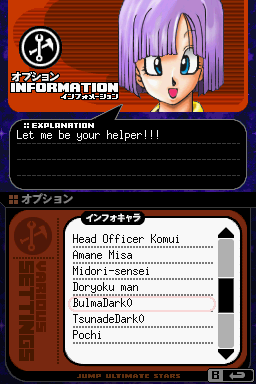 オプション
INFORMATION
インフォメーション
:: EXPLANATION
Let me be your helper!!!
オプション
インフォキャラ
Head Officer Komui
Amane Misa
Midori-sensei
Doryoku man
BulmaDark0
TsunadeDark0
Pochi
VARIOUS
SETTINGS
JUMP ULTIMATE STARS
B